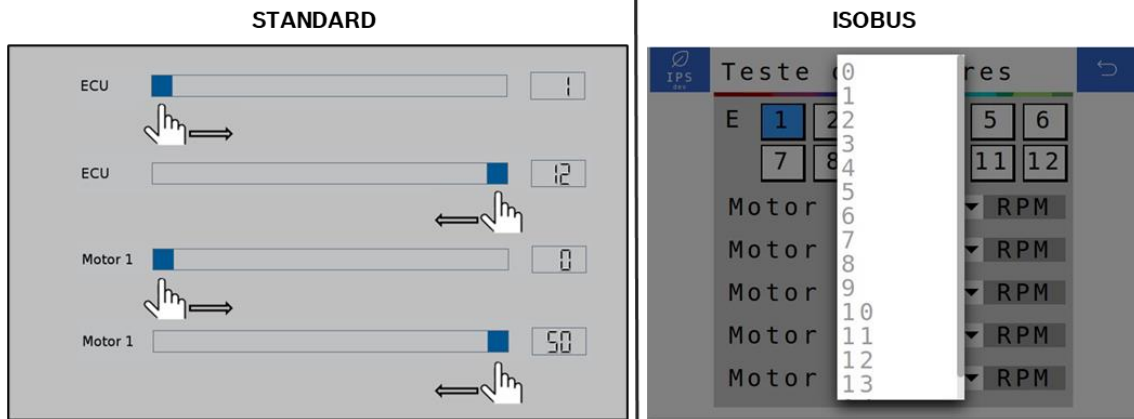 STANDARD
ECU 1
ECU 12
Motor 1 0
Motor 1 50
ISOBUS
IPS
Teste res
E 1 2 5 6
7 8 11 12
Motor RPM
Motor RPM
Motor RPM
Motor RPM
Motor RPM
0
1
2
3
4
5
6
7
8
9
10
11
12
13